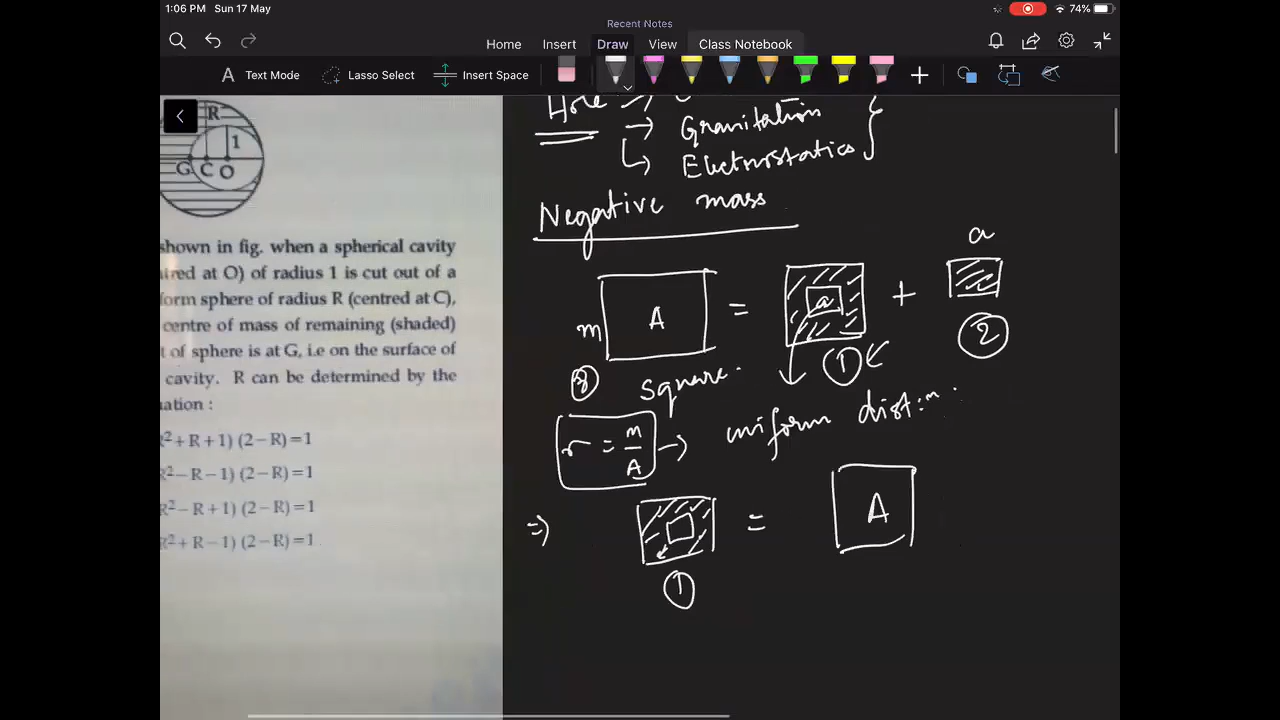 1:06 PM Sun 17 May
74%
Recent Notes
Home Insert Draw View Class Notebook
A Text Mode Lasso Select Insert Space
R
1
G C O
shown in fig. when a spherical cavity
tred at O) of radius 1 is cut out of a
form sphere of radius R (centred at C),
centre of mass of remaining (shaded)
t of sphere is at G, i.e on the surface of
cavity. R can be determined by the
uation :
R²+R+1) (2−R)=1
R²−R−1) (2−R)=1
R²−R+1) (2−R)=1
R²+R−1) (2−R)=1
Hole →
→ Gravitation
↳ Electrostatics
Negative mass
a
m A = a + a
① ②
square.
σ = m/A → uniform distⁿ
⇒ = A
①